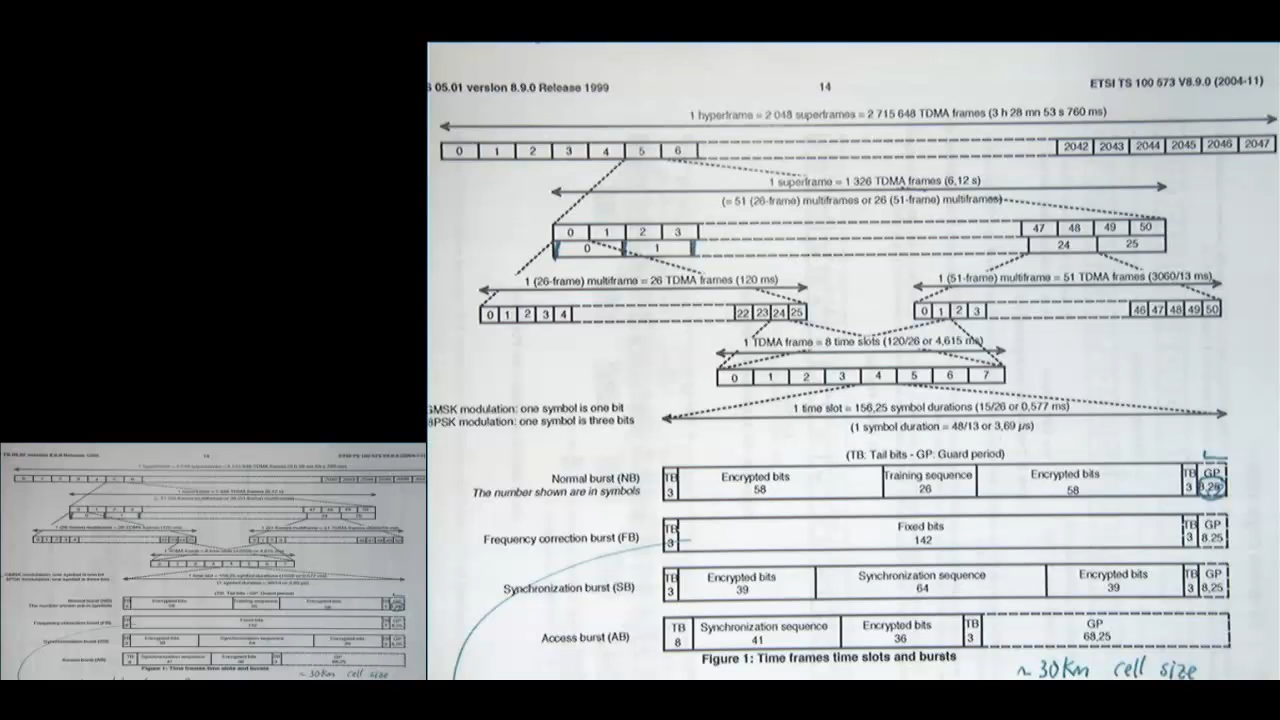 S 05.01 version 8.9.0 Release 1999 14 ETSI TS 100 573 V8.9.0 (2004-11)
1 hyperframe = 2 048 superframes = 2 715 648 TDMA frames (3 h 28 mn 53 s 760 ms)
0 1 2 3 4 5 6 2042 2043 2044 2045 2046 2047
1 superframe = 1 326 TDMA frames (6,12 s)
(= 51 (26-frame) multiframes or 26 (51-frame) multiframes)
0 1 2 3 47 48 49 50
0 1 24 25
1 (26-frame) multiframe = 26 TDMA frames (120 ms) 1 (51-frame) multiframe = 51 TDMA frames (3060/13 ms)
0 1 2 3 4 22 23 24 25 0 1 2 3 46 47 48 49 50
1 TDMA frame = 8 time slots (120/26 or 4,615 ms)
0 1 2 3 4 5 6 7
GMSK modulation: one symbol is one bit 1 time slot = 156,25 symbol durations (15/26 or 0,577 ms)
8PSK modulation: one symbol is three bits (1 symbol duration = 48/13 or 3,69 µs)
(TB: Tail bits - GP: Guard period)
Normal burst (NB) TB Encrypted bits Training sequence Encrypted bits TB GP
The number shown are in symbols 3 58 26 58 3 8,25
Frequency correction burst (FB) TB Fixed bits TB GP
3 142 3 8,25
Synchronization burst (SB) TB Encrypted bits Synchronization sequence Encrypted bits TB GP
3 39 64 39 3 8,25
Access burst (AB) TB Synchronization sequence Encrypted bits TB GP
8 41 36 3 68,25
Figure 1: Time frames time slots and bursts
~ 30Km cell size